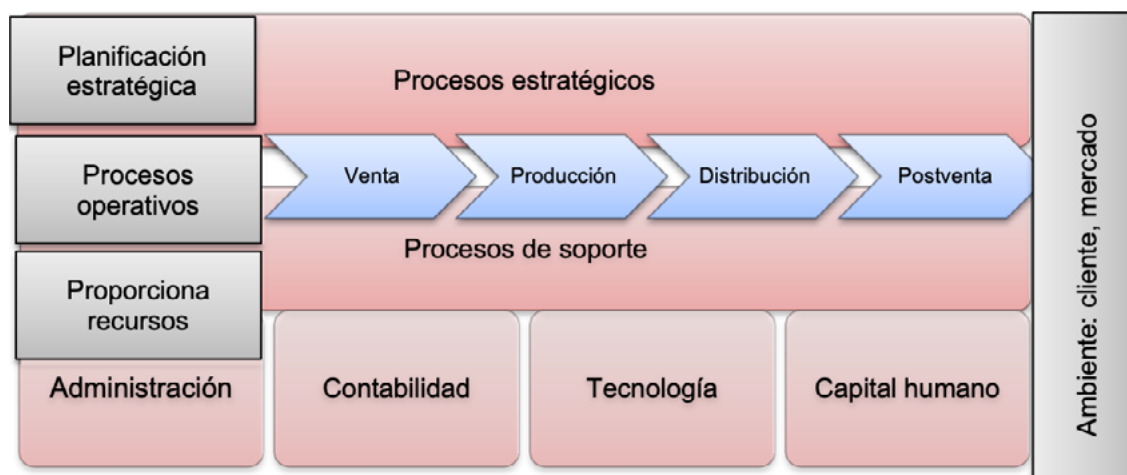 Planificación
estratégica
Procesos estratégicos
Procesos
operativos
Venta
Producción
Distribución
Postventa
Procesos de soporte
Proporciona
recursos
Administración
Contabilidad
Tecnología
Capital humano
Ambiente: cliente, mercado